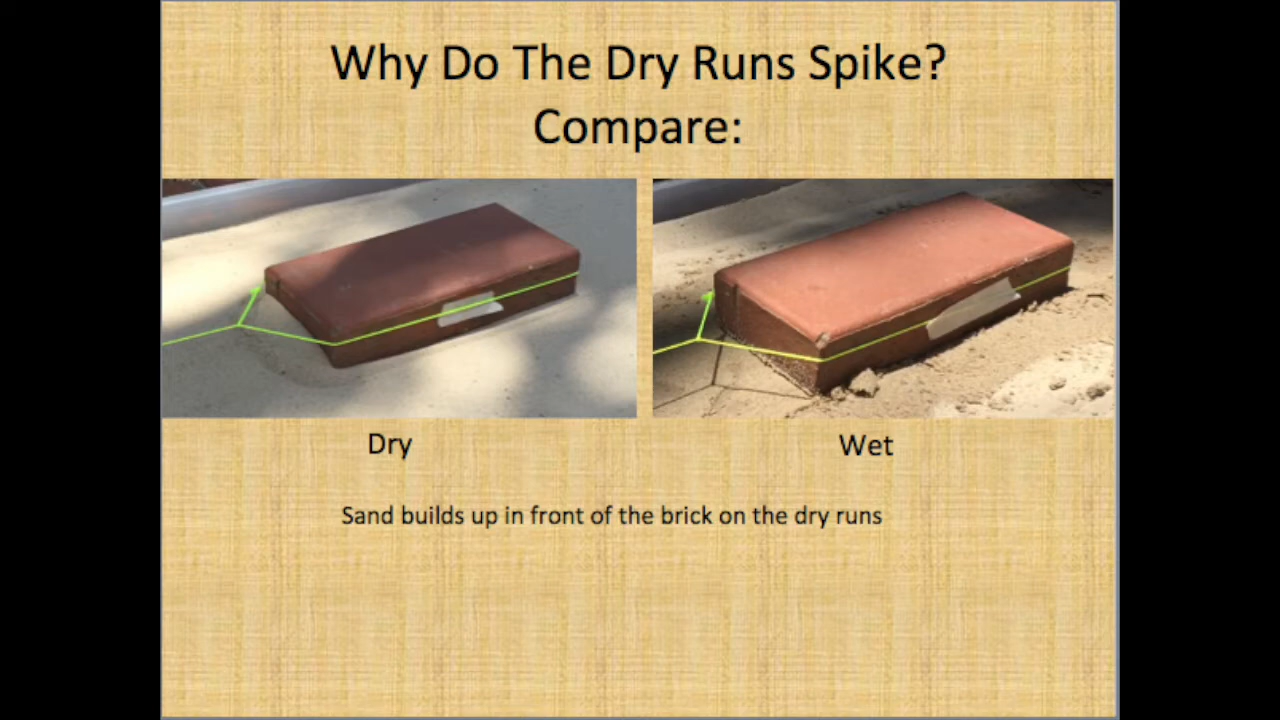 Why Do The Dry Runs Spike?
Compare:
Dry
Wet
Sand builds up in front of the brick on the dry runs